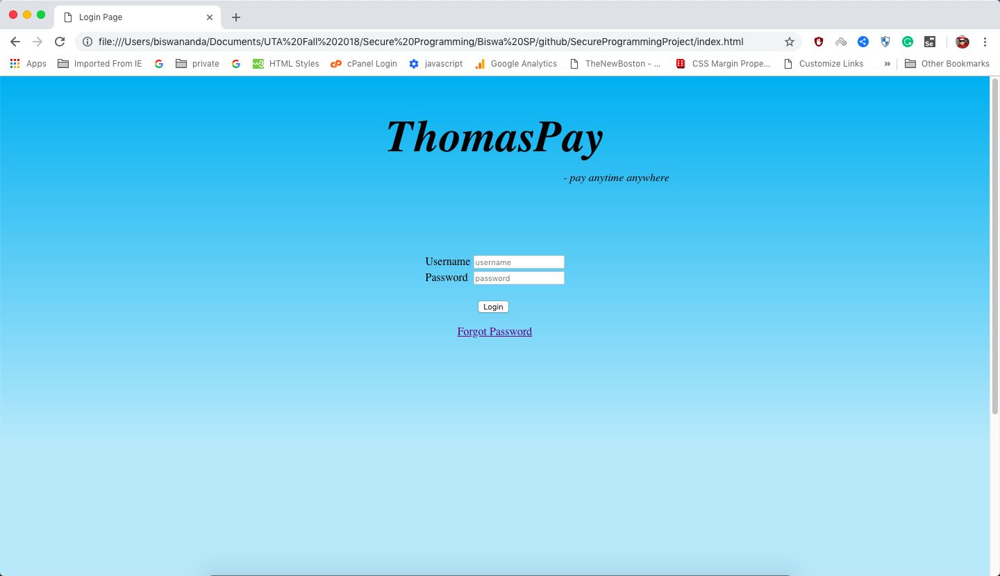 Login Page
file:///Users/biswananda/Documents/UTA%20Fall%202018/Secure%20Programming/Biswa%20SP/github/SecureProgrammingProject/index.html
Se
Apps Imported From IE private HTML Styles cPanel Login javascript Google Analytics TheNewBoston - ... CSS Margin Prope... Customize Links » Other Bookmarks
ThomasPay
- pay anytime anywhere
Username username
Password password
Login
Forgot Password